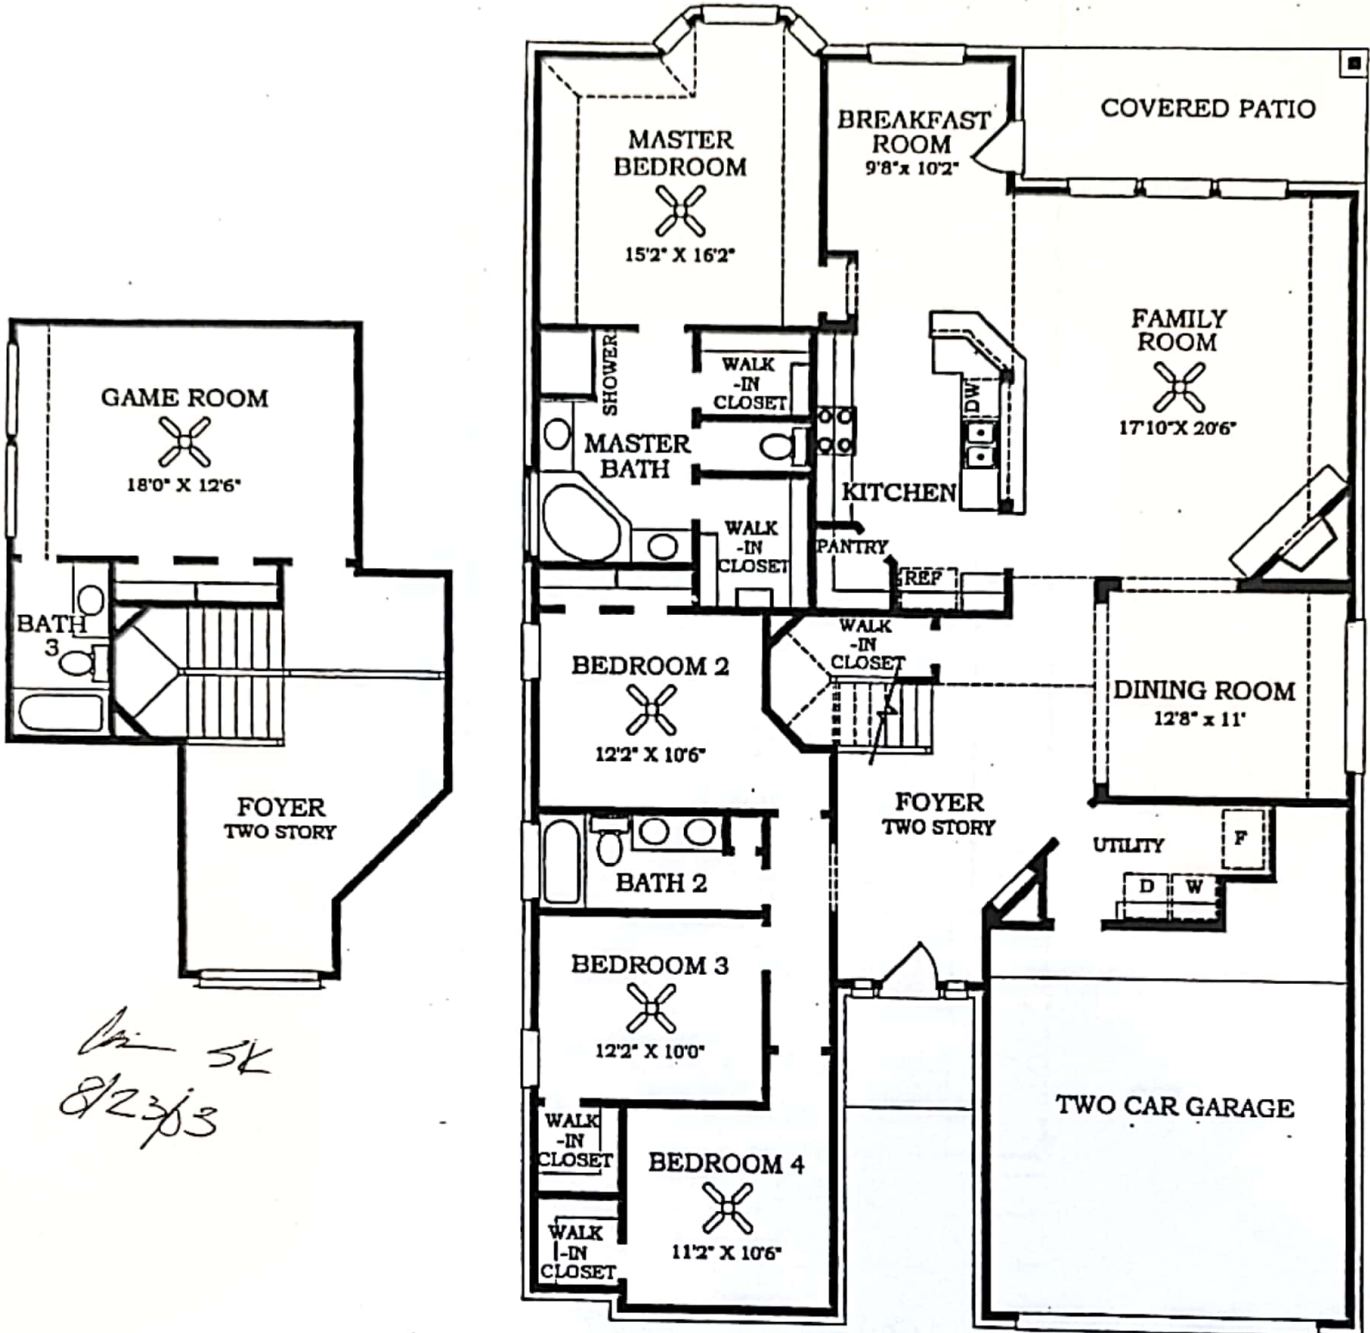 GAME ROOM
18'0" X 12'6"
BATH
3
FOYER
TWO STORY
SK
8/23/03
MASTER
BEDROOM
15'2" X 16'2"
BREAKFAST
ROOM
9'8" x 10'2"
COVERED PATIO
FAMILY
ROOM
17'10" X 20'6"
SHOWER
WALK
-IN
CLOSET
MASTER
BATH
DW
KITCHEN
WALK
-IN
CLOSET
PANTRY
REF
WALK
-IN
CLOSET
BEDROOM 2
12'2" X 10'6"
DINING ROOM
12'8" x 11'
FOYER
TWO STORY
UTILITY
F
D
W
BATH 2
BEDROOM 3
12'2" X 10'0"
WALK
-IN
CLOSET
BEDROOM 4
11'2" X 10'6"
WALK
-IN
CLOSET
TWO CAR GARAGE